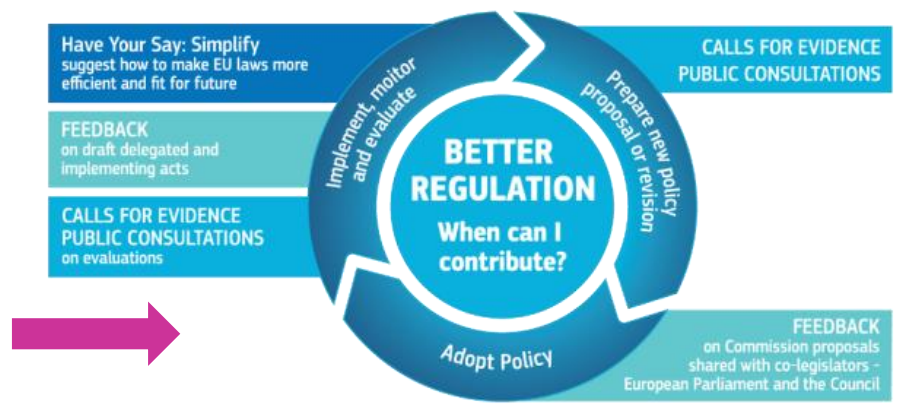 Have Your Say: Simplify
suggest how to make EU laws more
efficient and fit for future
FEEDBACK
on draft delegated and
implementing acts
CALLS FOR EVIDENCE
PUBLIC CONSULTATIONS
on evaluations
Implement, moitor
and evaluate
BETTER
REGULATION
When can I
contribute?
Prepare new policy
proposal or revision
Adopt Policy
CALLS FOR EVIDENCE
PUBLIC CONSULTATIONS
FEEDBACK
on Commission proposals
shared with co-legislators -
European Parliament and the Council